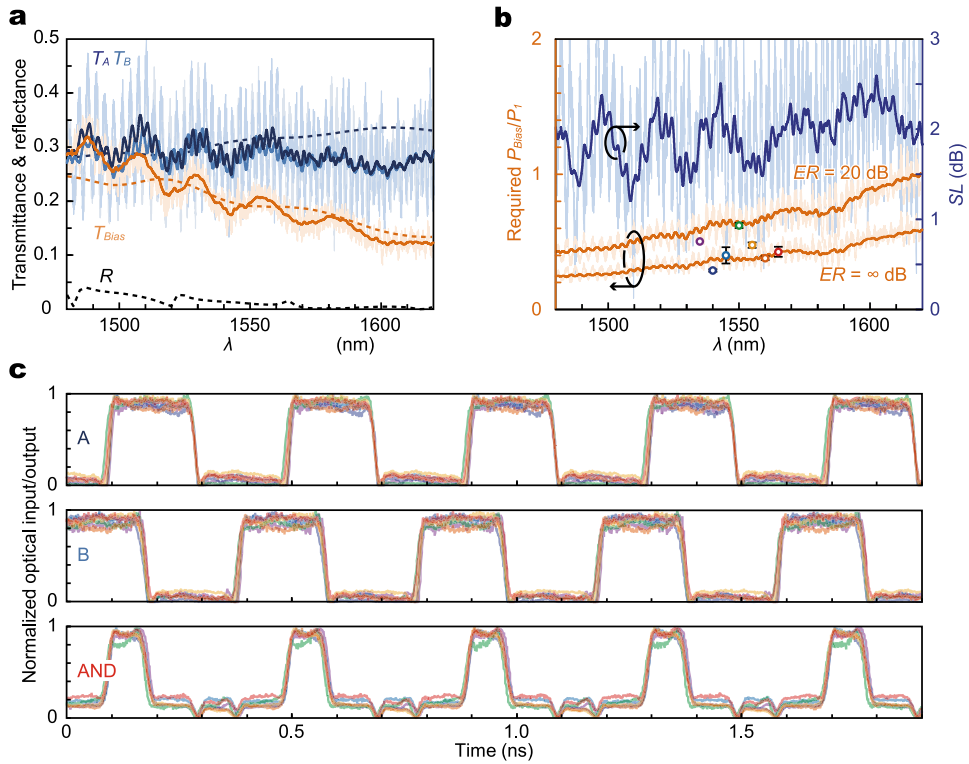 a
Transmittance & reflectance
0.5
0.4
0.3
0.2
0.1
0
T_A T_B
T_Bias
R
1500
1550
1600
λ (nm)
b
Required P_Bias/P_1
2
1
0
3
2
1
0
SL (dB)
ER = 20 dB
ER = ∞ dB
1500
1550
1600
λ (nm)
c
Normalized optical input/output
1
0
A
1
0
B
1
0
AND
0
0.5
1.0
1.5
Time (ns)